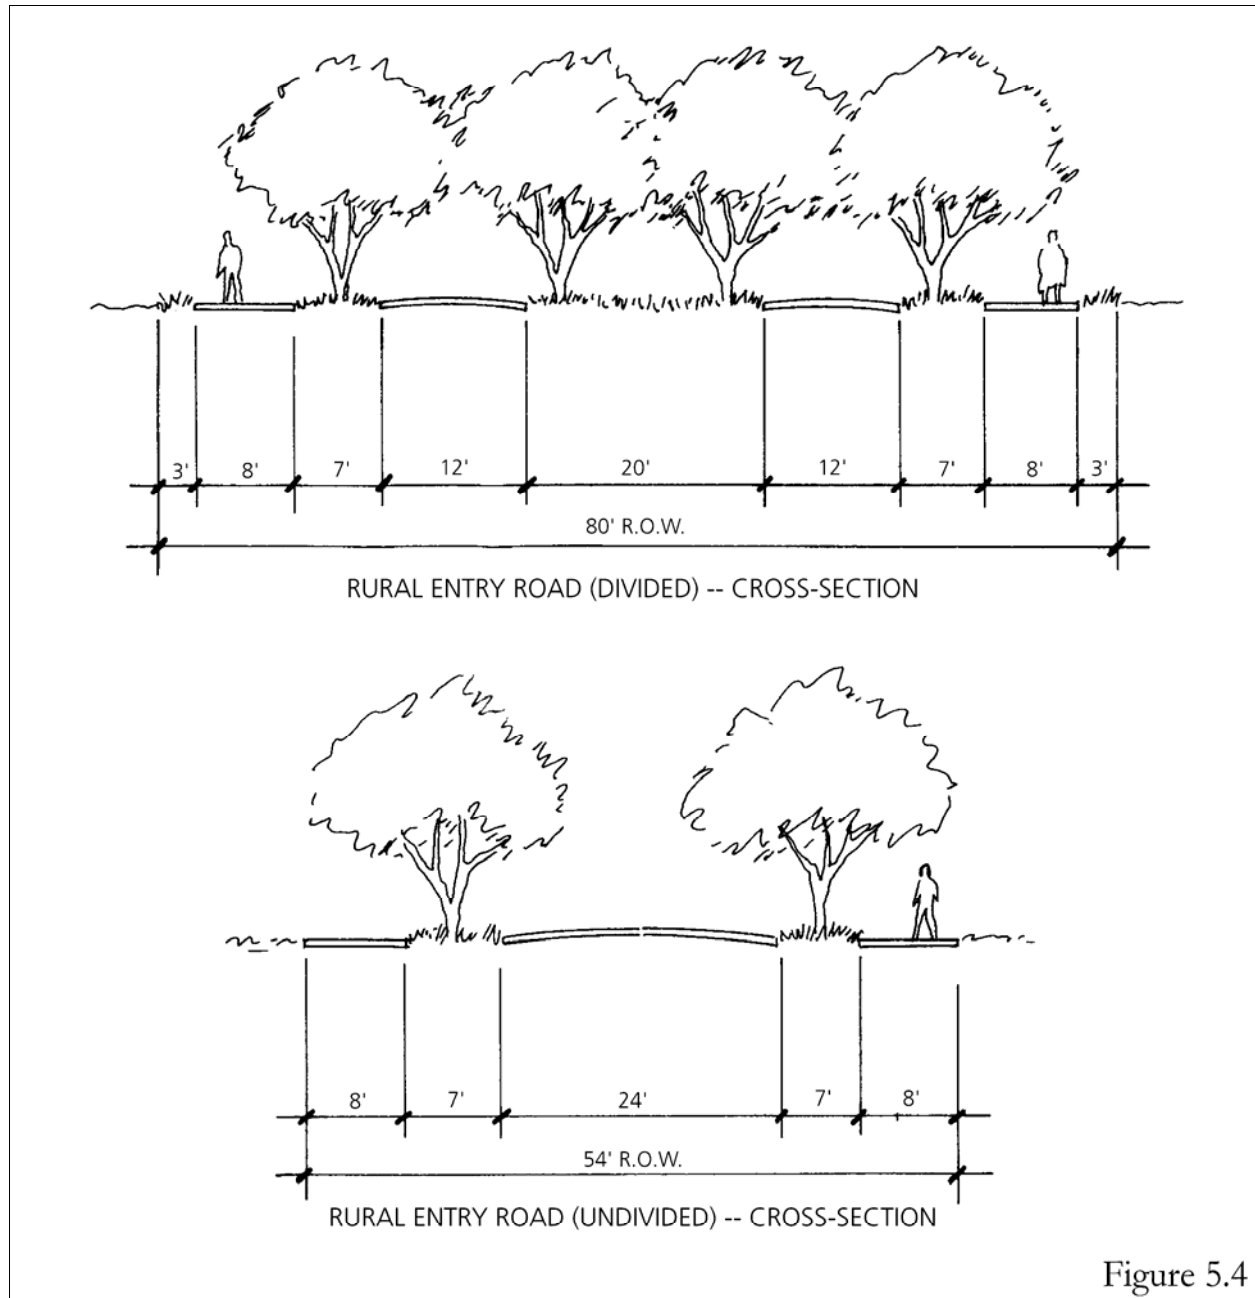 3' 8' 7' 12' 20' 12' 7' 8' 3'
80' R.O.W.
RURAL ENTRY ROAD (DIVIDED) -- CROSS-SECTION
8' 7' 24' 7' 8'
54' R.O.W.
RURAL ENTRY ROAD (UNDIVIDED) -- CROSS-SECTION
Figure 5.4